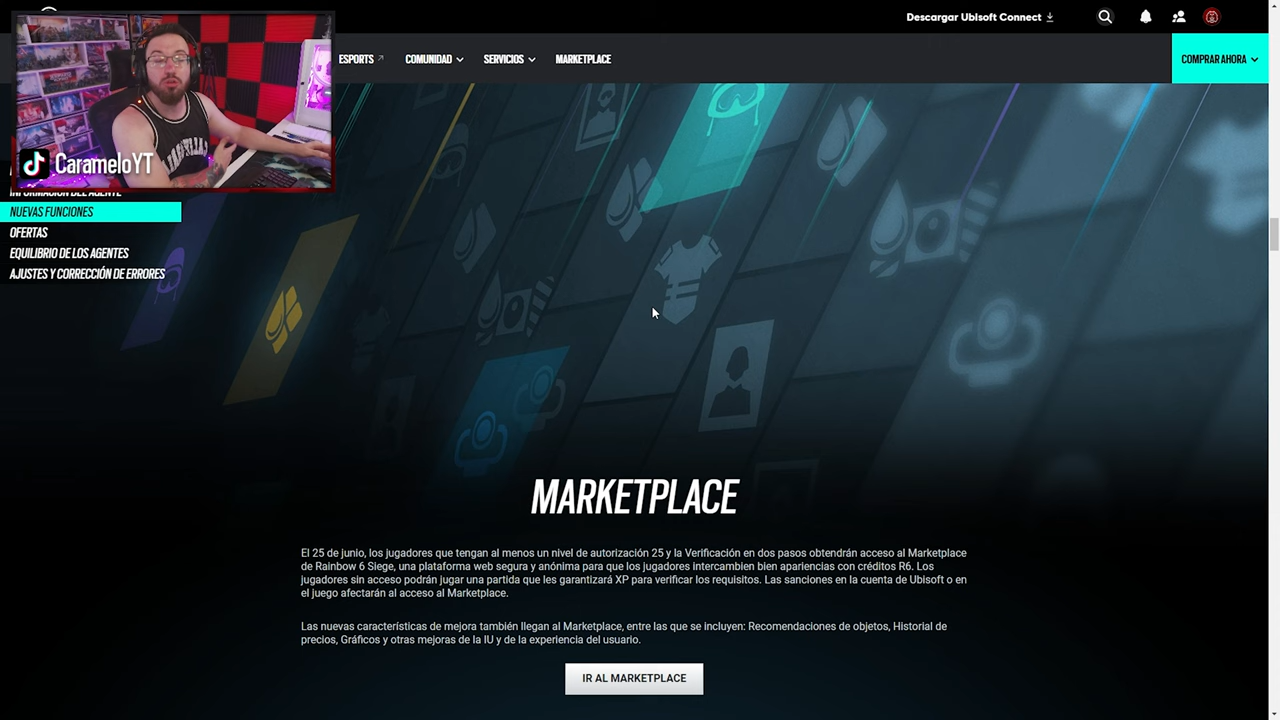 Descargar Ubisoft Connect
ESPORTS
COMUNIDAD
SERVICIOS
MARKETPLACE
COMPRAR AHORA
CarameloYT
INFORMACIÓN DEL AGENTE
NUEVAS FUNCIONES
OFERTAS
EQUILIBRIO DE LOS AGENTES
AJUSTES Y CORRECCIÓN DE ERRORES
MARKETPLACE
El 25 de junio, los jugadores que tengan al menos un nivel de autorización 25 y la Verificación en dos pasos obtendrán acceso al Marketplace
de Rainbow 6 Siege, una plataforma web segura y anónima para que los jugadores intercambien bien apariencias con créditos R6. Los
jugadores sin acceso podrán jugar una partida que les garantizará XP para verificar los requisitos. Las sanciones en la cuenta de Ubisoft o en
el juego afectarán al acceso al Marketplace.
Las nuevas características de mejora también llegan al Marketplace, entre las que se incluyen: Recomendaciones de objetos, Historial de
precios, Gráficos y otras mejoras de la IU y de la experiencia del usuario.
IR AL MARKETPLACE